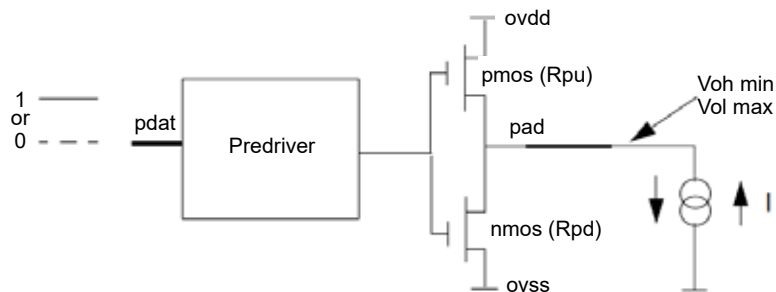 ovdd
pmos (Rpu)
Voh min
Vol max
1
or
0
pdat
Predriver
pad
I
nmos (Rpd)
ovss